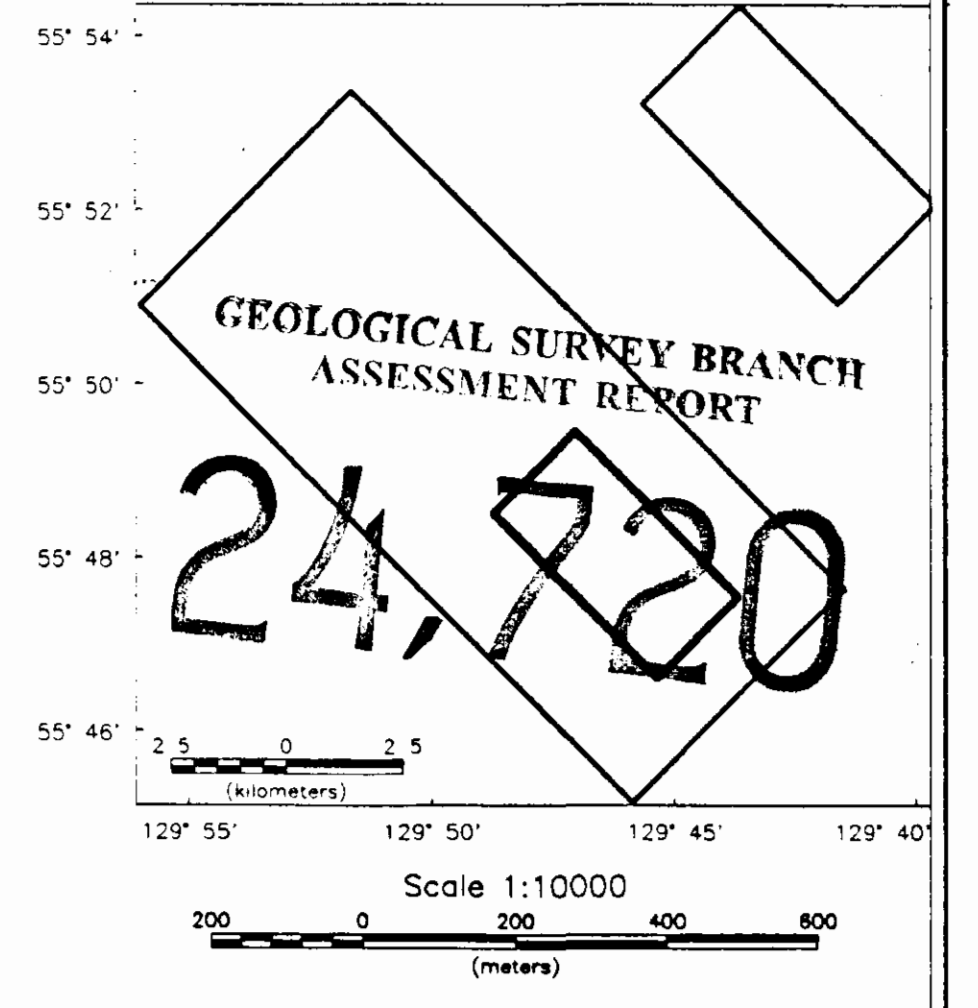 55° 54'
55° 52'
GEOLOGICAL SURVEY BRANCH
ASSESSMENT REPORT
55° 50'
24,720
55° 48'
55° 46'
2 5 0 2 5
(kilometers)
129° 55' 129° 50' 129° 45' 129° 40'
Scale 1:10000
200 0 200 400 600
(meters)